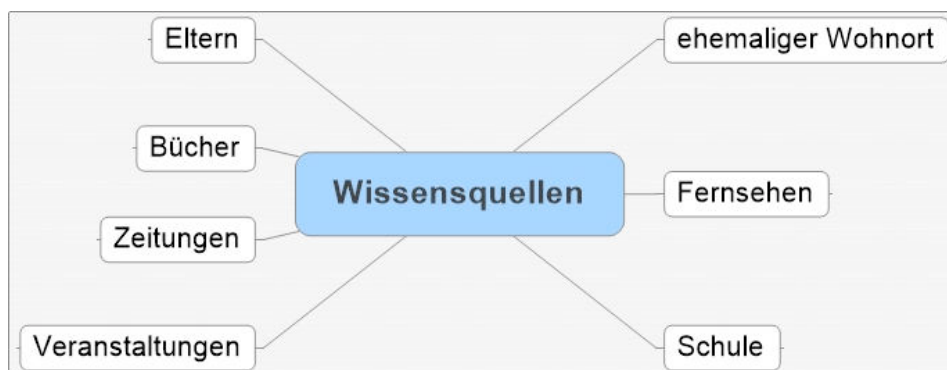 Eltern
ehemaliger Wohnort
Bücher
Wissensquellen
Fernsehen
Zeitungen
Veranstaltungen
Schule